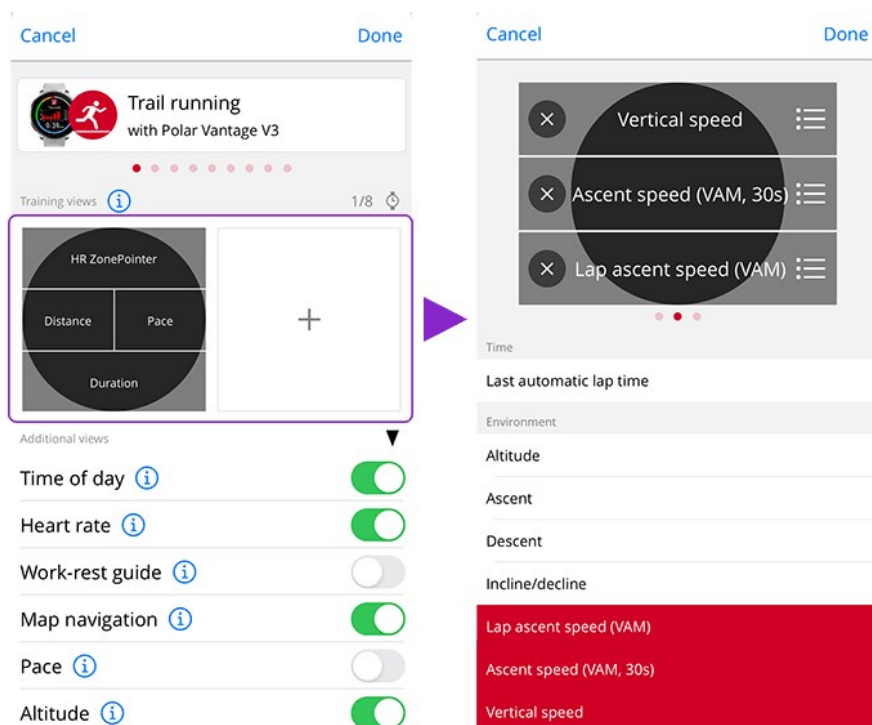 Cancel
Done
Trail running
with Polar Vantage V3
Training views
1/8
HR ZonePointer
Distance
Pace
Duration
Additional views
Time of day
Heart rate
Work-rest guide
Map navigation
Pace
Altitude
Cancel
Done
Vertical speed
Ascent speed (VAM, 30s)
Lap ascent speed (VAM)
Time
Last automatic lap time
Environment
Altitude
Ascent
Descent
Incline/decline
Lap ascent speed (VAM)
Ascent speed (VAM, 30s)
Vertical speed